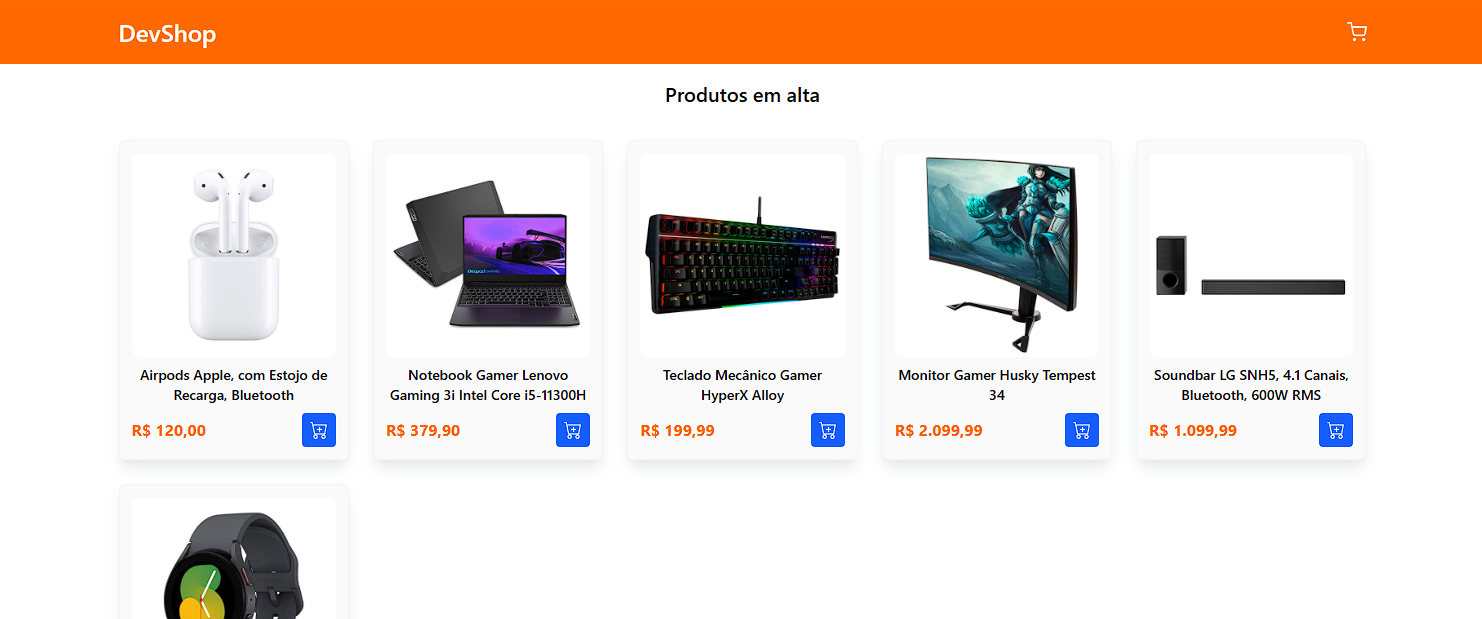 DevShop
Produtos em alta
Airpods Apple, com Estojo de
Recarga, Bluetooth
R$ 120,00
Notebook Gamer Lenovo
Gaming 3i Intel Core i5-11300H
R$ 379,90
Teclado Mecânico Gamer
HyperX Alloy
R$ 199,99
Monitor Gamer Husky Tempest
34
R$ 2.099,99
Soundbar LG SNH5, 4.1 Canais,
Bluetooth, 600W RMS
R$ 1.099,99